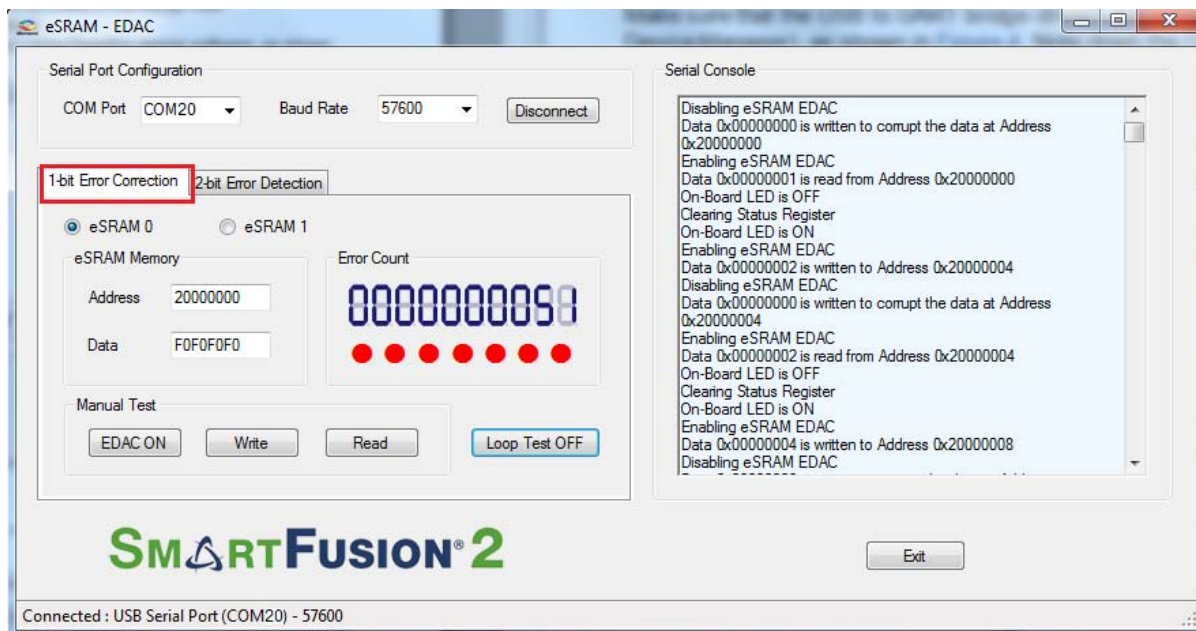 eSRAM - EDAC
Serial Port Configuration
COM Port COM20 Baud Rate 57600 Disconnect
1-bit Error Correction 2-bit Error Detection
eSRAM 0 eSRAM 1
eSRAM Memory
Address 20000000
Data F0F0F0F0
Error Count
0000000051
Manual Test
EDAC ON Write Read Loop Test OFF
Serial Console
Disabling eSRAM EDAC
Data 0x00000000 is written to corrupt the data at Address
0x20000000
Enabling eSRAM EDAC
Data 0x00000001 is read from Address 0x20000000
On-Board LED is OFF
Clearing Status Register
On-Board LED is ON
Enabling eSRAM EDAC
Data 0x00000002 is written to Address 0x20000004
Disabling eSRAM EDAC
Data 0x00000000 is written to corrupt the data at Address
0x20000004
Enabling eSRAM EDAC
Data 0x00000002 is read from Address 0x20000004
On-Board LED is OFF
Clearing Status Register
On-Board LED is ON
Enabling eSRAM EDAC
Data 0x00000004 is written to Address 0x20000008
Disabling eSRAM EDAC
SMARTFUSION® 2
Exit
Connected : USB Serial Port (COM20) - 57600